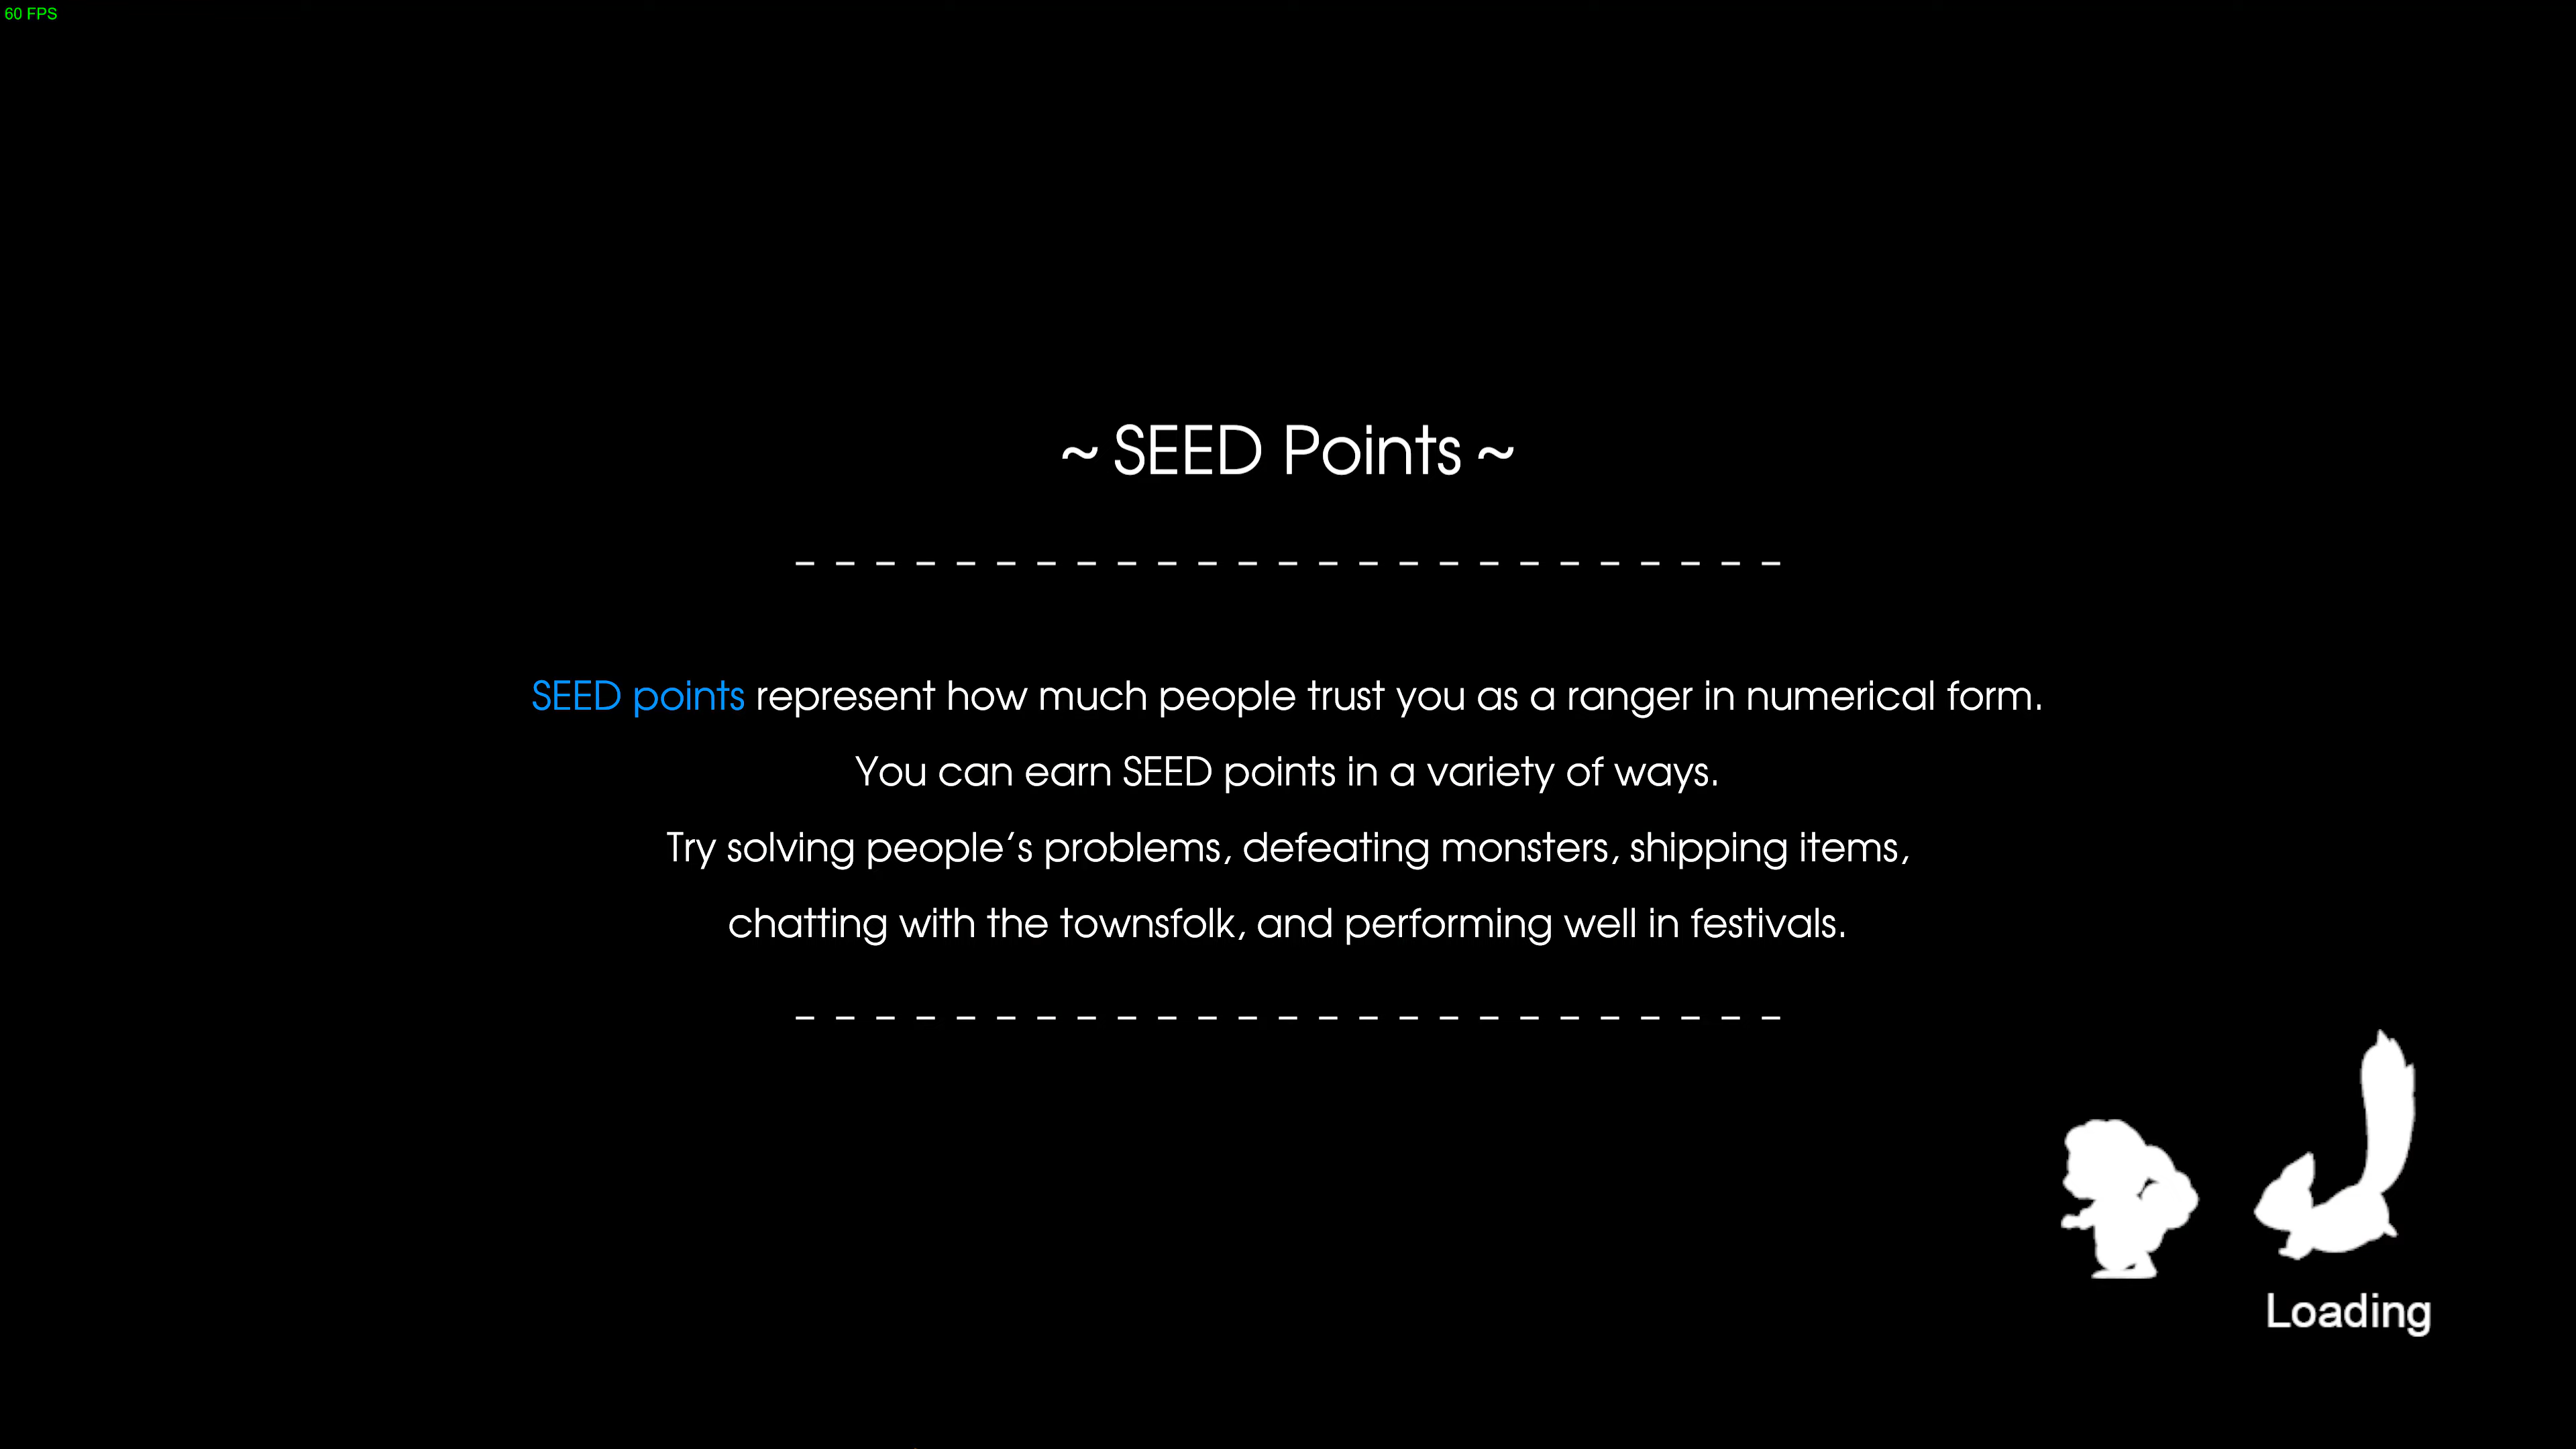 60 FPS
~ SEED Points ~
– – – – – – – – – – – – – – – – – – – – – – – – –
SEED points represent how much people trust you as a ranger in numerical form.
You can earn SEED points in a variety of ways.
Try solving people’s problems, defeating monsters, shipping items,
chatting with the townsfolk, and performing well in festivals.
– – – – – – – – – – – – – – – – – – – – – – – – –
Loading